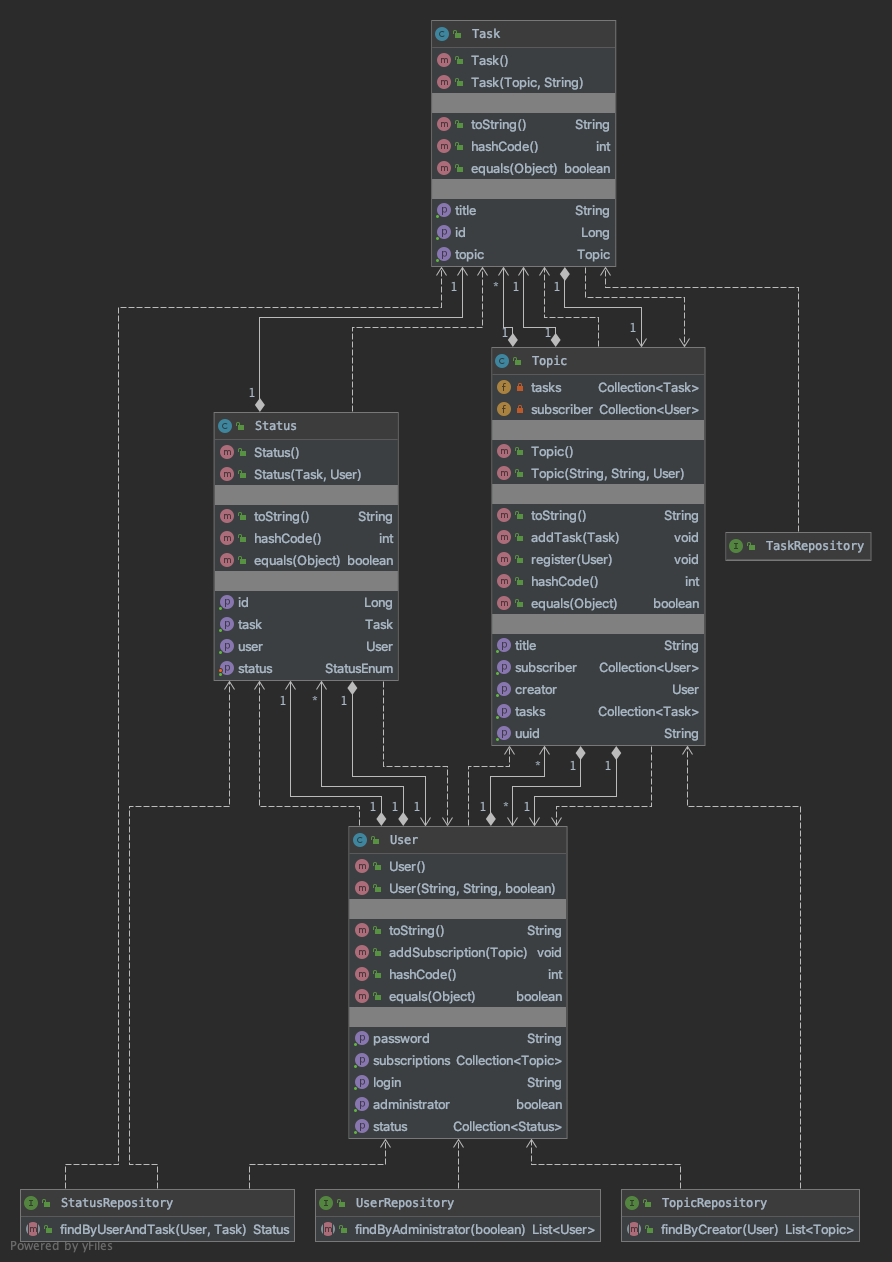 Task
Task()
Task(Topic, String)
toString() String
hashCode() int
equals(Object) boolean
title String
id Long
topic Topic
1 * 1 1
1 1 1
Topic
tasks Collection<Task>
subscriber Collection<User>
Topic()
Topic(String, String, User)
toString() String
addTask(Task) void
register(User) void
hashCode() int
equals(Object) boolean
title String
subscriber Collection<User>
creator User
tasks Collection<Task>
uuid String
1
Status
Status()
Status(Task, User)
toString() String
hashCode() int
equals(Object) boolean
id Long
task Task
user User
status StatusEnum
TaskRepository
1 * 1
* 1 1
1 1 1 1 * 1
User
User()
User(String, String, boolean)
toString() String
addSubscription(Topic) void
hashCode() int
equals(Object) boolean
password String
subscriptions Collection<Topic>
login String
administrator boolean
status Collection<Status>
StatusRepository
findByUserAndTask(User, Task) Status
UserRepository
findByAdministrator(boolean) List<User>
TopicRepository
findByCreator(User) List<Topic>
Powered by yFiles